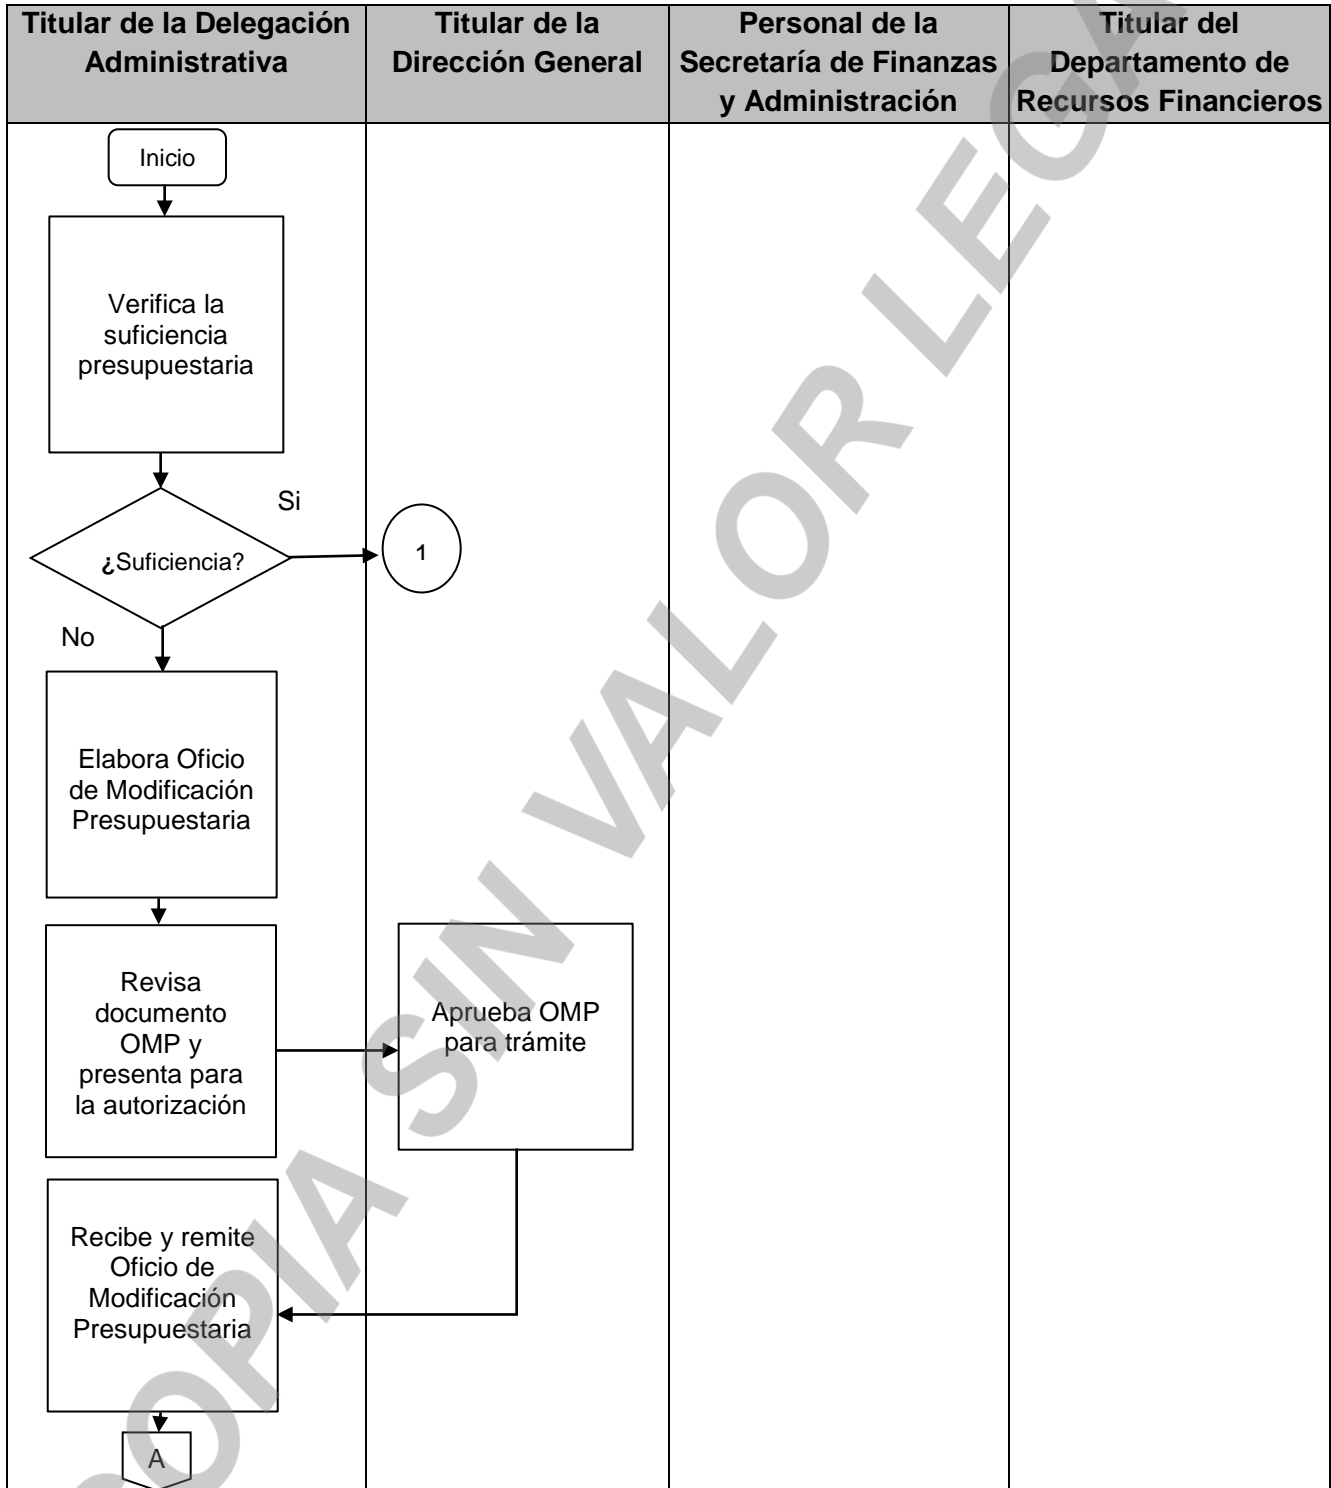 Titular de la Delegación
Administrativa
Titular de la
Dirección General
Personal de la
Secretaría de Finanzas
y Administración
Titular del
Departamento de
Recursos Financieros
Inicio
Verifica la
suficiencia
presupuestaria
Si
¿Suficiencia?
1
No
Elabora Oficio
de Modificación
Presupuestaria
Revisa
documento
OMP y
presenta para
la autorización
Aprueba OMP
para trámite
Recibe y remite
Oficio de
Modificación
Presupuestaria
A
COPIA SIN VALOR LEGA